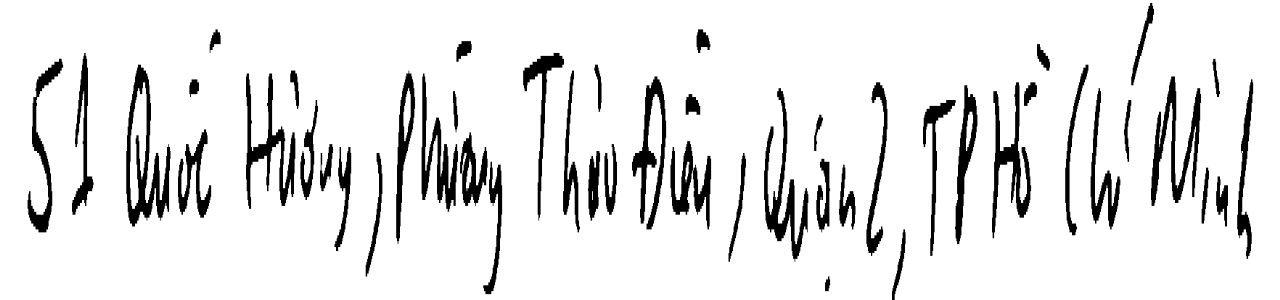 51 Quốc Hương, Phường Thảo Điền, Quận 2, TP Hồ Chí Minh